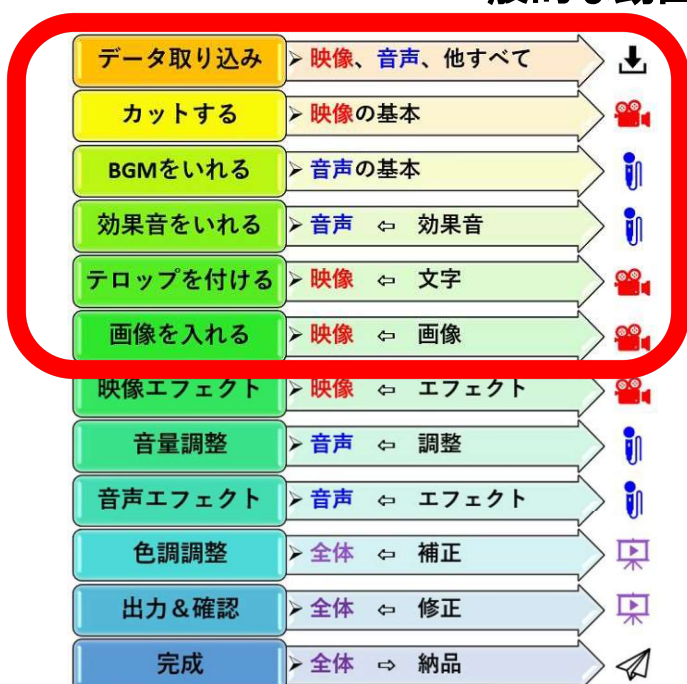 データ取り込み ➢ 映像、音声、他すべて
カットする ➢ 映像の基本
BGMをいれる ➢ 音声の基本
効果音をいれる ➢ 音声 ⇦ 効果音
テロップを付ける ➢ 映像 ⇦ 文字
画像を入れる ➢ 映像 ⇦ 画像
映像エフェクト ➢ 映像 ⇦ エフェクト
音量調整 ➢ 音声 ⇦ 調整
音声エフェクト ➢ 音声 ⇦ エフェクト
色調調整 ➢ 全体 ⇦ 補正
出力&確認 ➢ 全体 ⇦ 修正
完成 ➢ 全体 ⇨ 納品